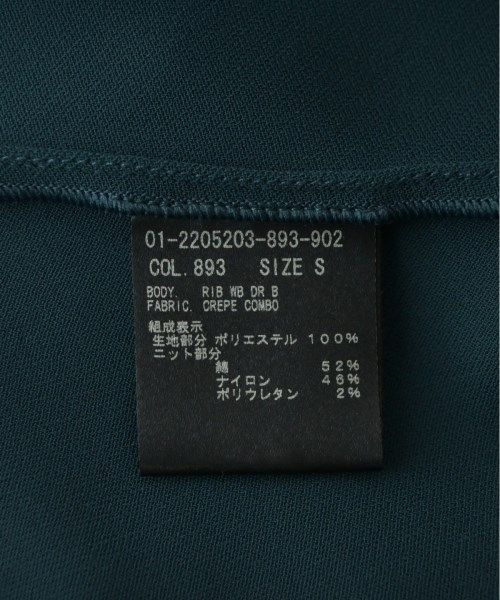 01-2205203-893-902
COL.893 SIZE S
BODY. RIB WB DR B
FABRIC. CREPE COMBO
組成表示
生地部分 ポリエステル 100%
ニット部分
綿 52%
ナイロン 46%
ポリウレタン 2%